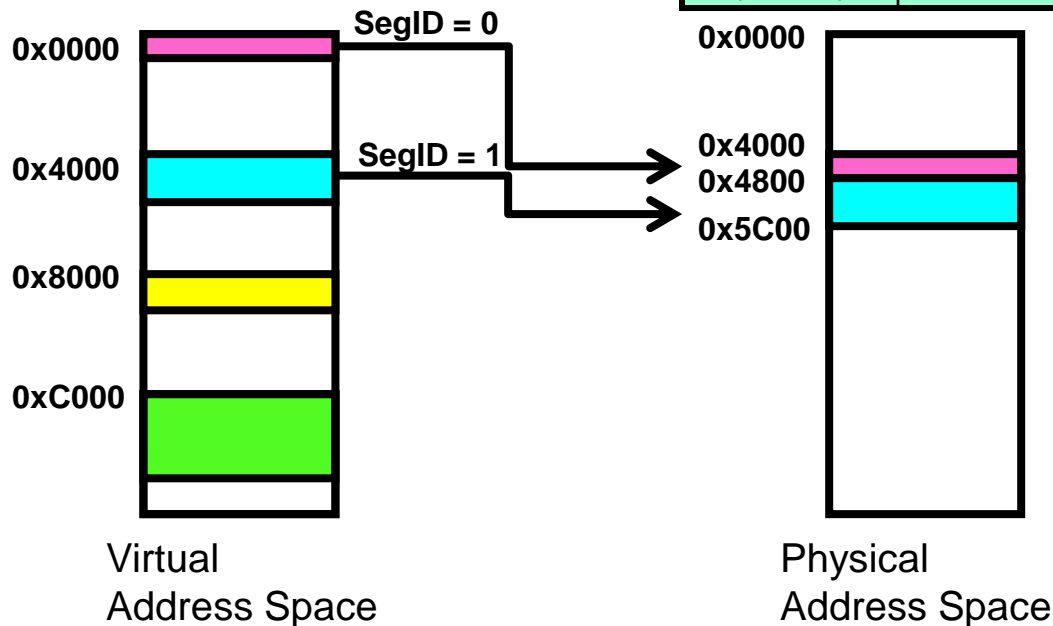 SegID = 0
0x0000
0x4000
SegID = 1
0x8000
0xC000
Virtual
Address Space
0x0000
0x4000
0x4800
0x5C00
Physical
Address Space